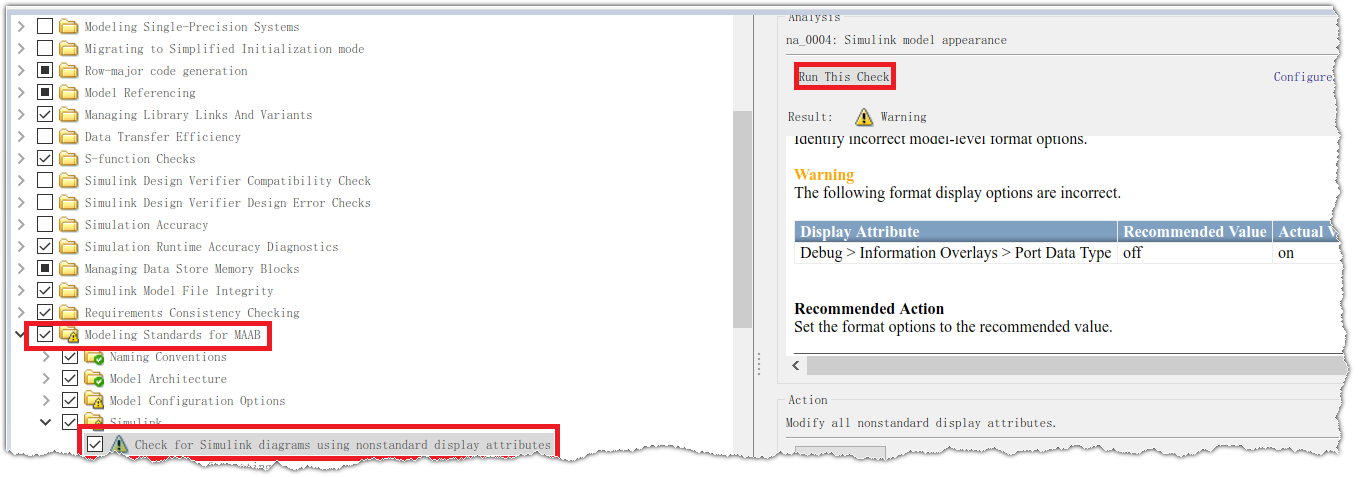 Modeling Single-Precision Systems
Migrating to Simplified Initialization mode
Row-major code generation
Model Referencing
Managing Library Links And Variants
Data Transfer Efficiency
S-function Checks
Simulink Design Verifier Compatibility Check
Simulink Design Verifier Design Error Checks
Simulation Accuracy
Simulation Runtime Accuracy Diagnostics
Managing Data Store Memory Blocks
Simulink Model File Integrity
Requirements Consistency Checking
Modeling Standards for MAAB
Naming Conventions
Model Architecture
Model Configuration Options
Simulink
Check for Simulink diagrams using nonstandard display attributes
Analysis
na_0004: Simulink model appearance
Run This Check
Configure
Result: Warning
Identify incorrect model-level format options.
Warning
The following format display options are incorrect.
Display Attribute Recommended Value Actual V
Debug > Information Overlays > Port Data Type off on
Recommended Action
Set the format options to the recommended value.
Action
Modify all nonstandard display attributes.